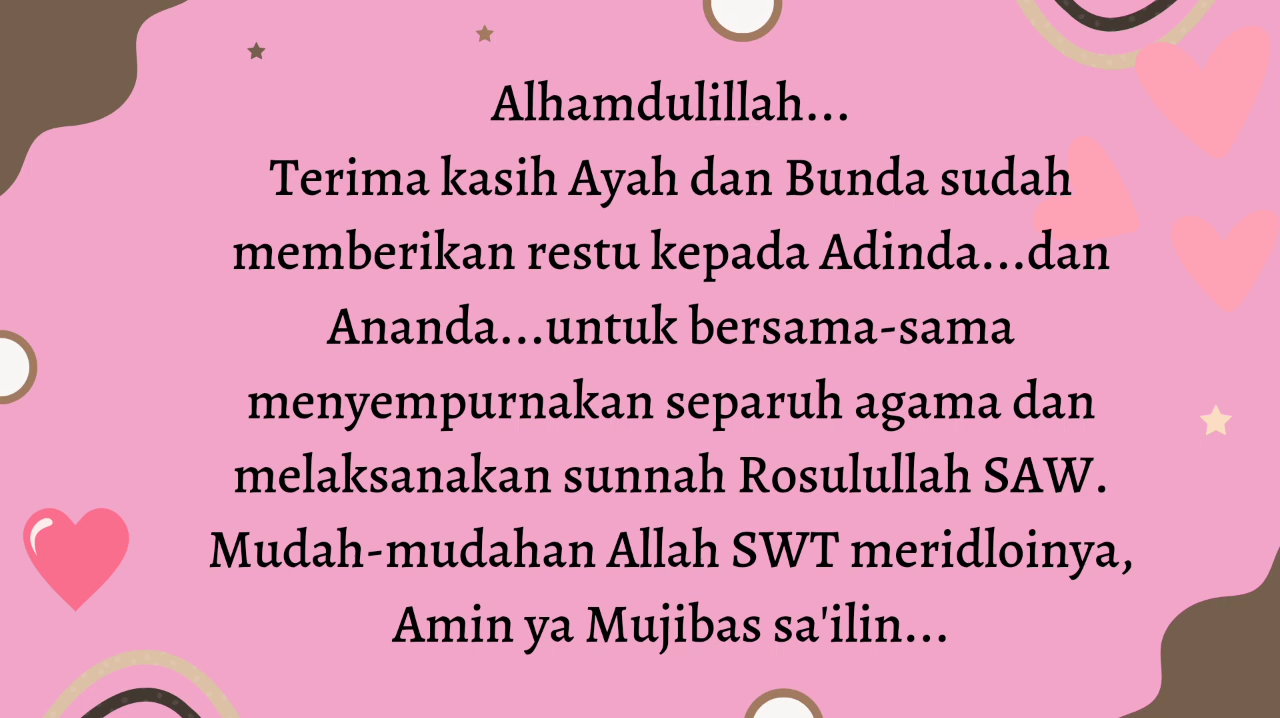 Alhamdulillah...
Terima kasih Ayah dan Bunda sudah
memberikan restu kepada Adinda...dan
Ananda...untuk bersama-sama
menyempurnakan separuh agama dan
melaksanakan sunnah Rosulullah SAW.
Mudah-mudahan Allah SWT meridloinya,
Amin ya Mujibas sa'ilin...